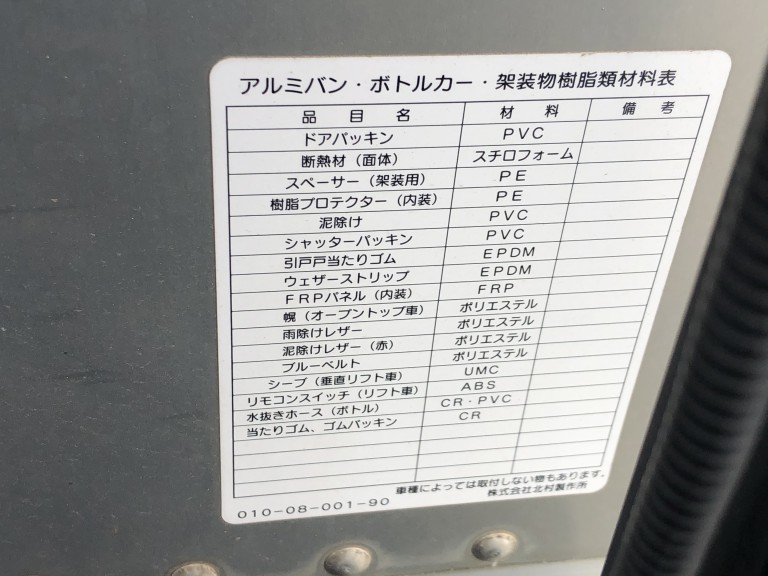 アルミバン・ボトルカー・架装物樹脂類材料表
品目名 材料 備考
ドアパッキン PVC
断熱材（面体） スチロフォーム
スペーサー（架装用） PE
樹脂プロテクター（内装） PE
泥除け PVC
シャッターパッキン PVC
引戸戸当たりゴム EPDM
ウェザーストリップ EPDM
FRPパネル（内装） FRP
幌（オープントップ車） ポリエステル
雨除けレザー ポリエステル
泥除けレザー（赤） ポリエステル
ブルーベルト ポリエステル
シーブ（垂直リフト車） UMC
リモコンスイッチ（リフト車） ABS
水抜きホース（ボトル） CR・PVC
当たりゴム、ゴムパッキン CR
車種によっては取付しない物もあります。
010-08-001-90 株式会社北村製作所